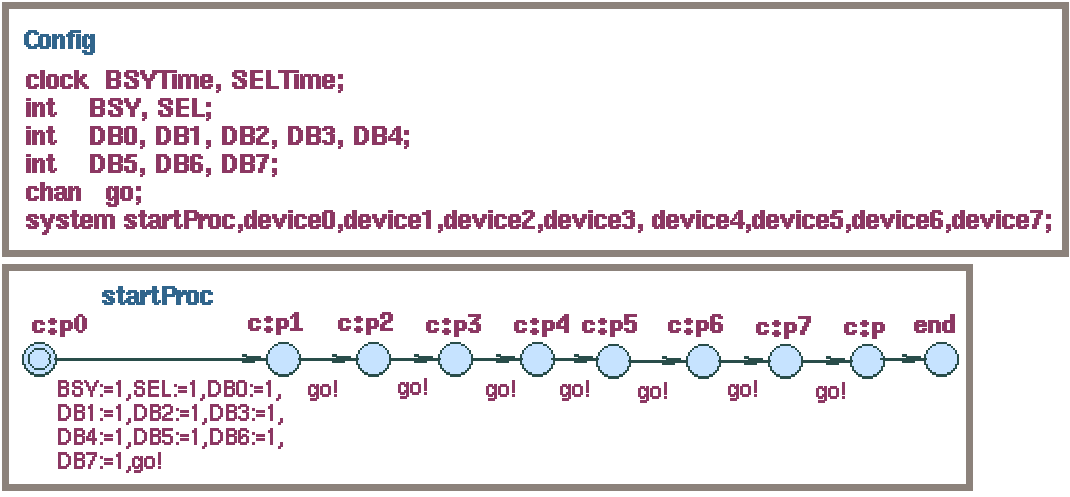 Config
clock BSYTime, SELTime;
int BSY, SEL;
int DB0, DB1, DB2, DB3, DB4;
int DB5, DB6, DB7;
chan go;
system startProc,device0,device1,device2,device3, device4,device5,device6,device7;
startProc
c:p0 c:p1 c:p2 c:p3 c:p4 c:p5 c:p6 c:p7 c:p end
BSY:=1,SEL:=1,DB0:=1, go! go! go! go! go! go! go!
DB1:=1,DB2:=1,DB3:=1,
DB4:=1,DB5:=1,DB6:=1,
DB7:=1,go!